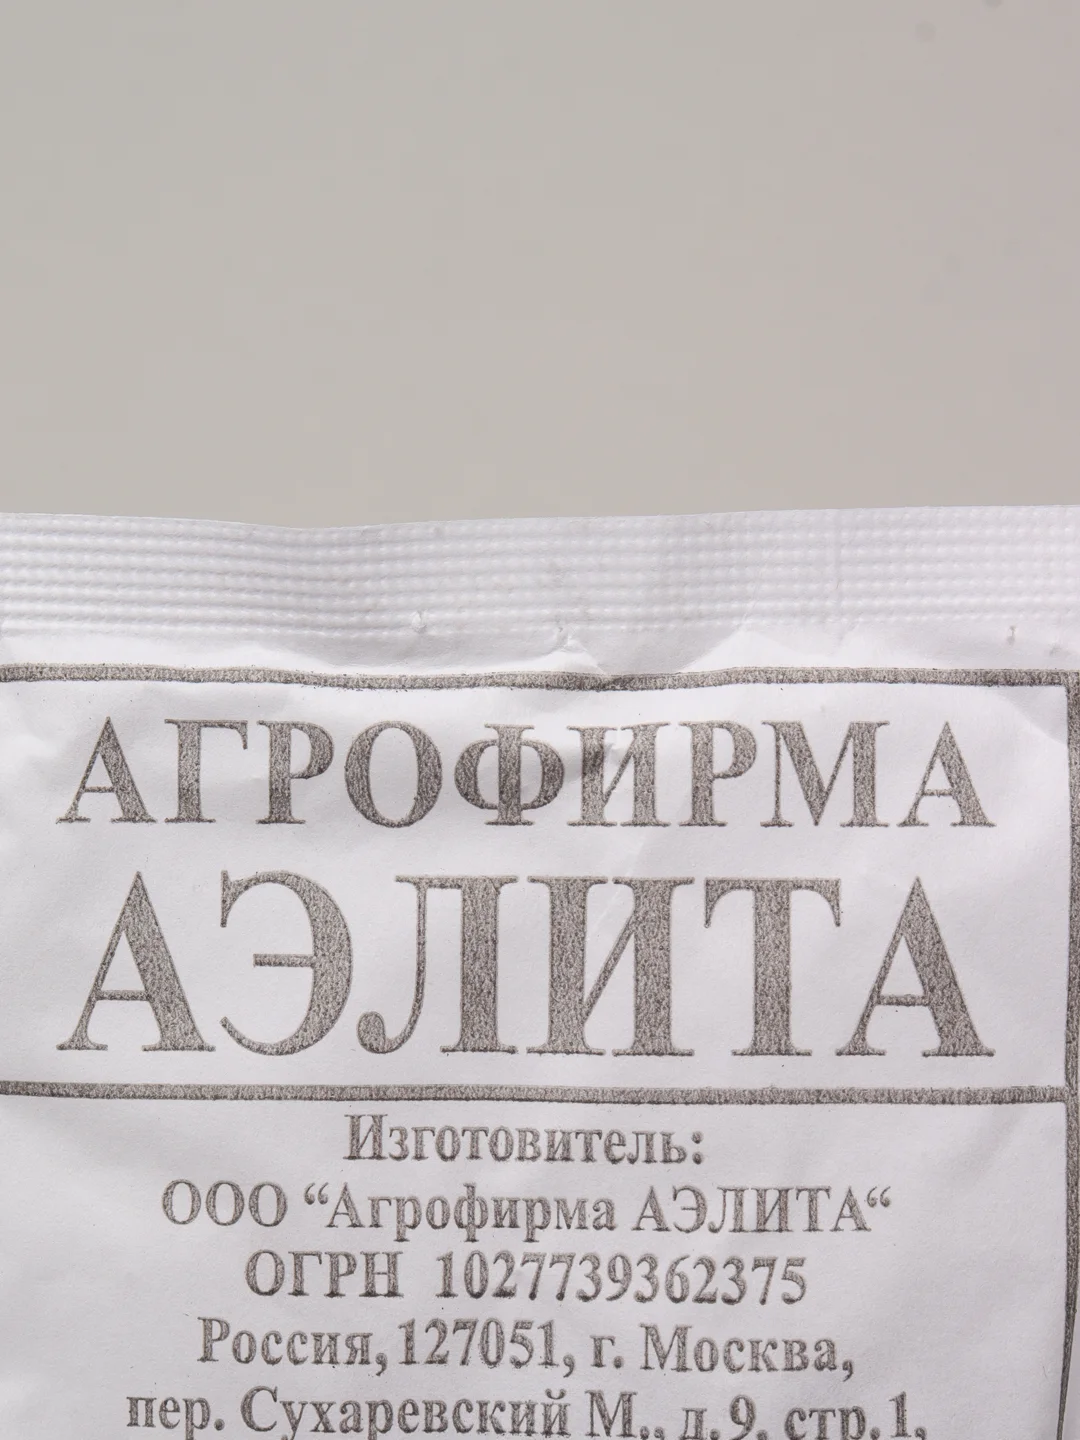 АГРОФИРМА
АЭЛИТА
Изготовитель:
ООО “Агрофирма АЭЛИТА“
ОГРН 1027739362375
Россия, 127051, г. Москва,
пер. Сухаревский М., д. 9, стр. 1,